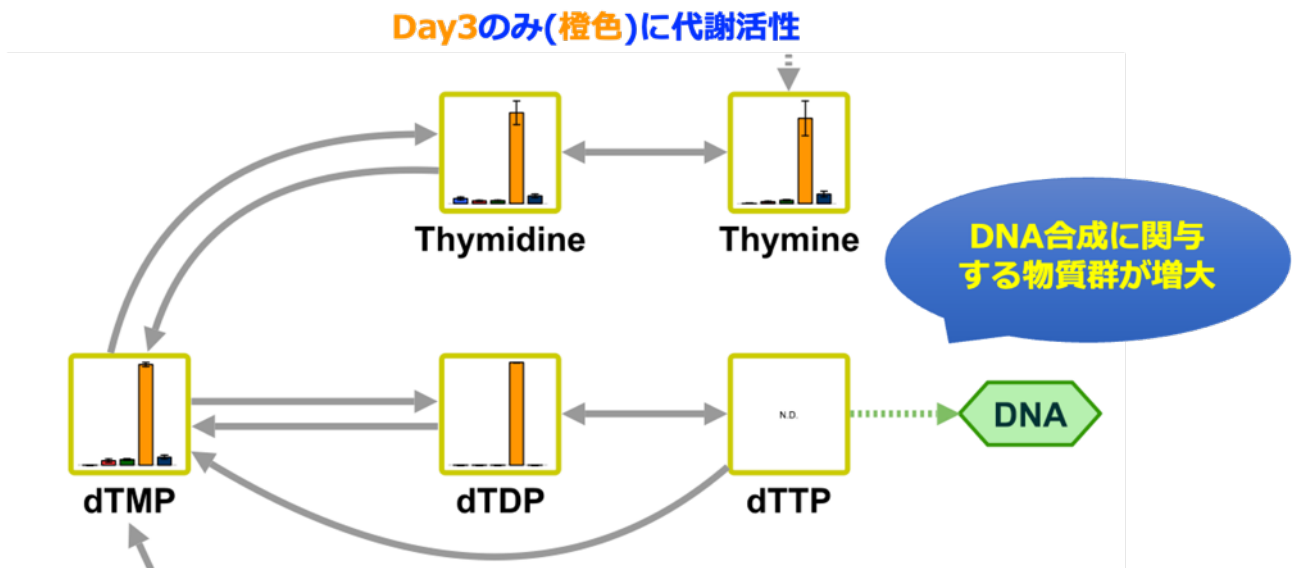 Day3のみ(橙色)に代謝活性
Thymidine
Thymine
DNA合成に関与
する物質群が増大
N.D.
DNA
dTMP
dTDP
dTTP